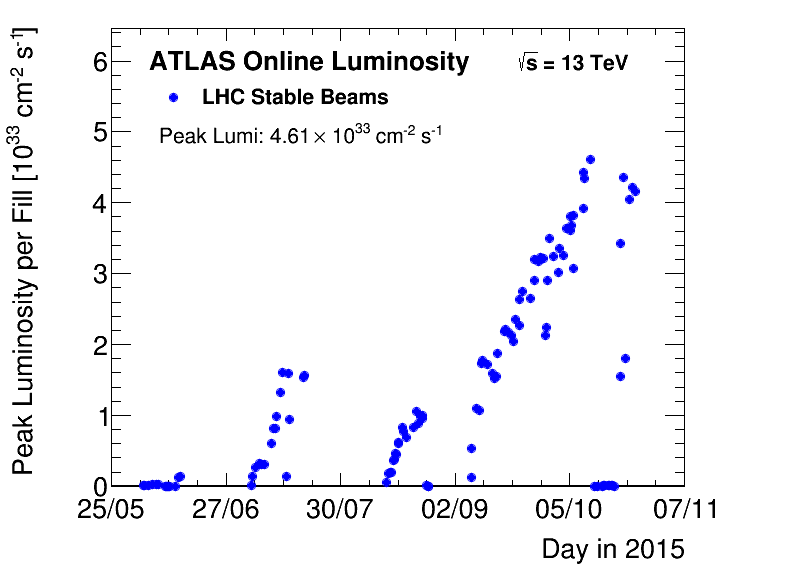 Peak Luminosity per Fill [10³³ cm⁻² s⁻¹]
ATLAS Online Luminosity
√s = 13 TeV
LHC Stable Beams
Peak Lumi: 4.61 × 10³³ cm⁻² s⁻¹
6
5
4
3
2
1
0
25/05 27/06 30/07 02/09 05/10 07/11
Day in 2015